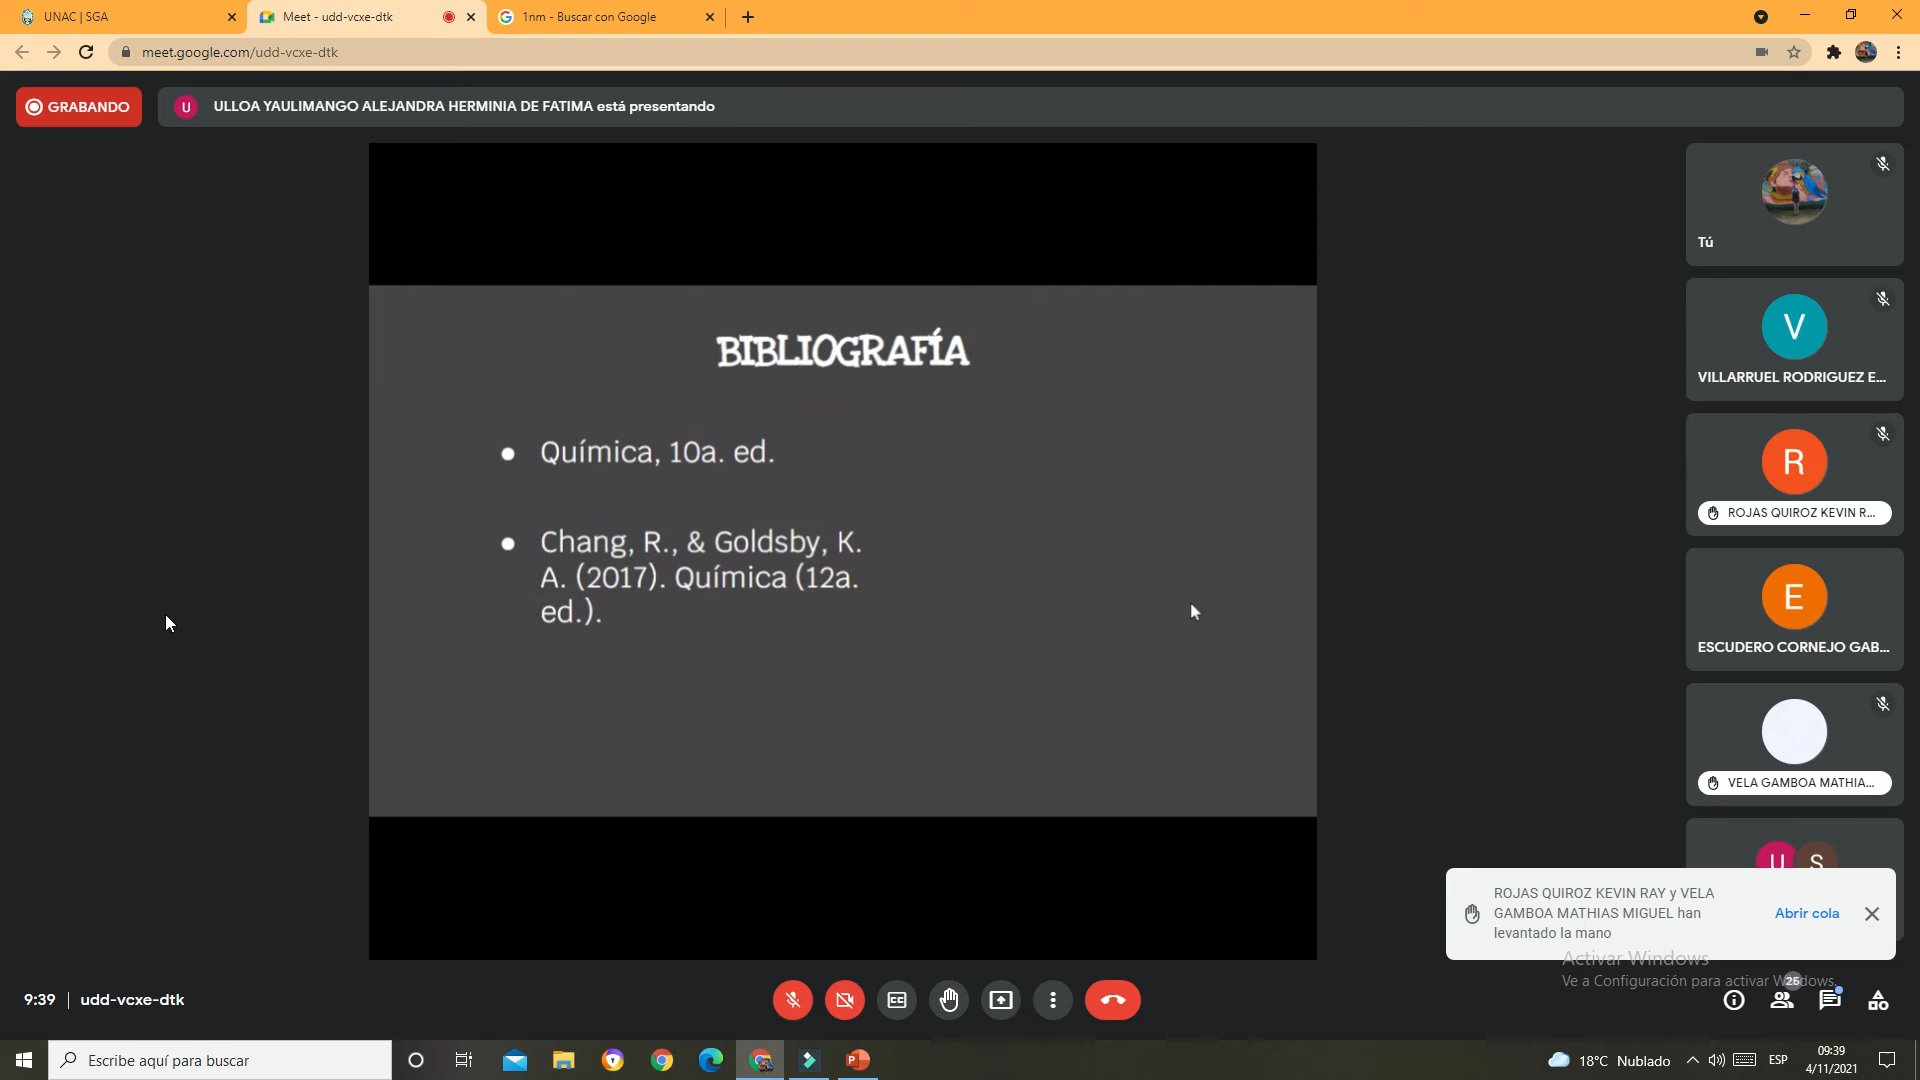 UNAC | SGA
Meet - udd-vcxe-dtk
1nm - Buscar con Google
meet.google.com/udd-vcxe-dtk
GRABANDO
U
ULLOA YAULIMANGO ALEJANDRA HERMINIA DE FATIMA está presentando
BIBLIOGRAFÍA
Química, 10a. ed.
Chang, R., & Goldsby, K.
A. (2017). Química (12a.
ed.).
Tú
V
VILLARRUEL RODRIGUEZ E...
R
ROJAS QUIROZ KEVIN R...
E
ESCUDERO CORNEJO GAB...
VELA GAMBOA MATHIA...
U
S
ROJAS QUIROZ KEVIN RAY y VELA
GAMBOA MATHIAS MIGUEL han
levantado la mano
Abrir cola
Activar Windows
Ve a Configuración para activar Windows.
25
9:39
udd-vcxe-dtk
Escribe aquí para buscar
18°C Nublado
ESP
09:39
4/11/2021